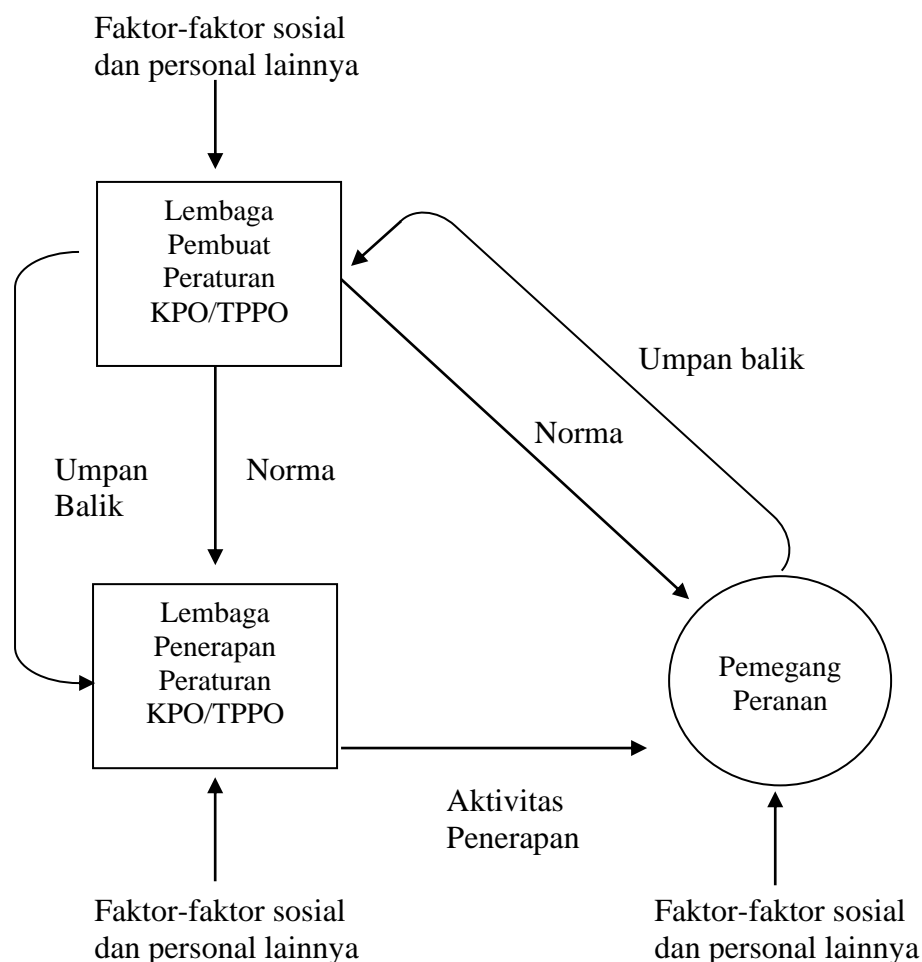 Faktor-faktor sosial
dan personal lainnya
Lembaga
Pembuat
Peraturan
KPO/TPPO
Umpan balik
Norma
Umpan
Balik
Norma
Lembaga
Penerapan
Peraturan
KPO/TPPO
Pemegang
Peranan
Aktivitas
Penerapan
Faktor-faktor sosial
dan personal lainnya
Faktor-faktor sosial
dan personal lainnya